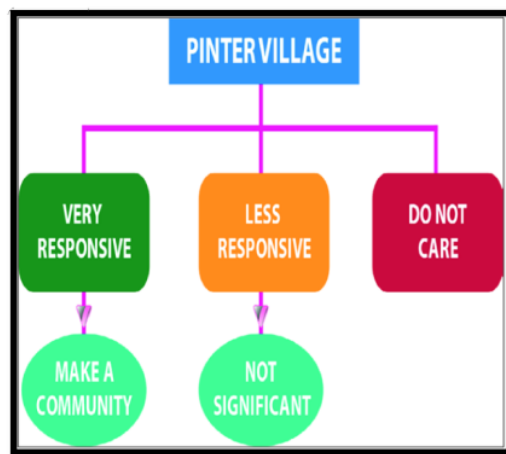 PINTER VILLAGE
VERY
RESPONSIVE
LESS
RESPONSIVE
DO NOT
CARE
MAKE A
COMMUNITY
NOT
SIGNIFICANT